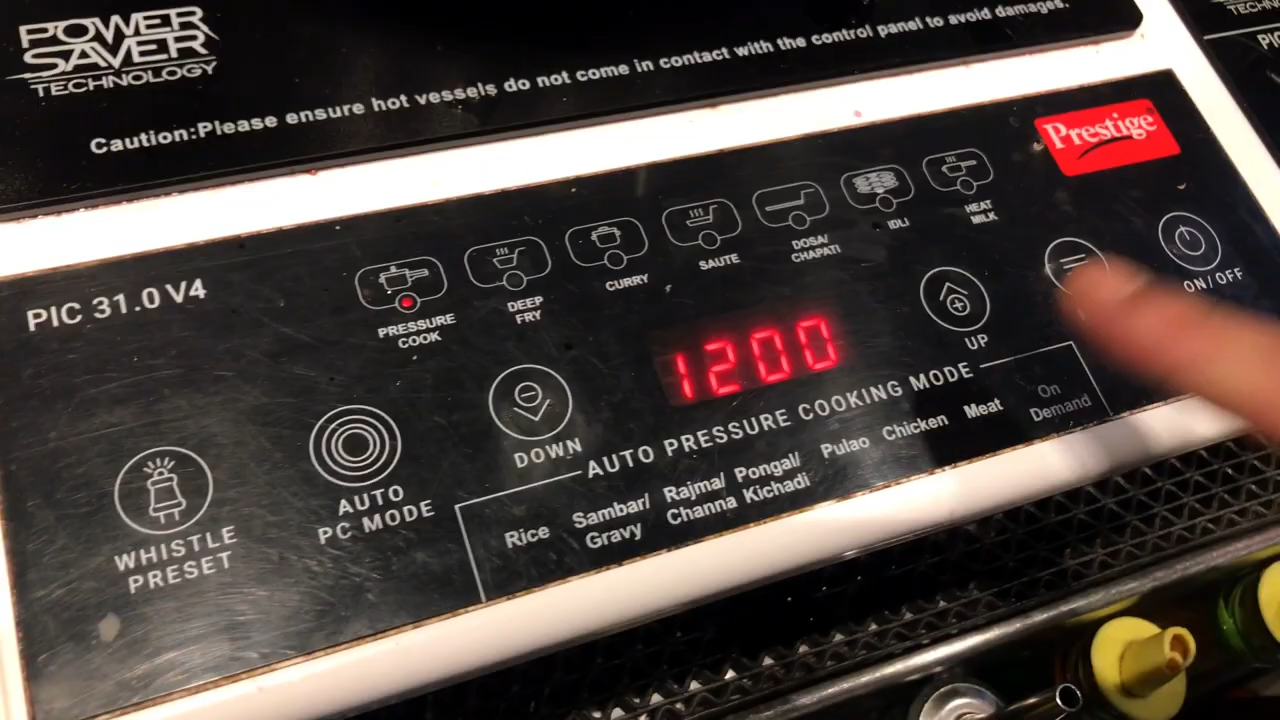 POWER
SAVER
TECHNOLOGY
Caution:Please ensure hot vessels do not come in contact with the control panel to avoid damages.
Prestige
PIC 31.0 V4
PRESSURE
COOK
DEEP
FRY
CURRY
SAUTE
DOSA/
CHAPATI
IDLI
HEAT
MILK
ON/OFF
UP
1200
DOWN
AUTO
PC MODE
WHISTLE
PRESET
AUTO PRESSURE COOKING MODE
Rice
Sambar/
Gravy
Rajma/
Channa
Pongal/
Kichadi
Pulao
Chicken
Meat
On
Demand